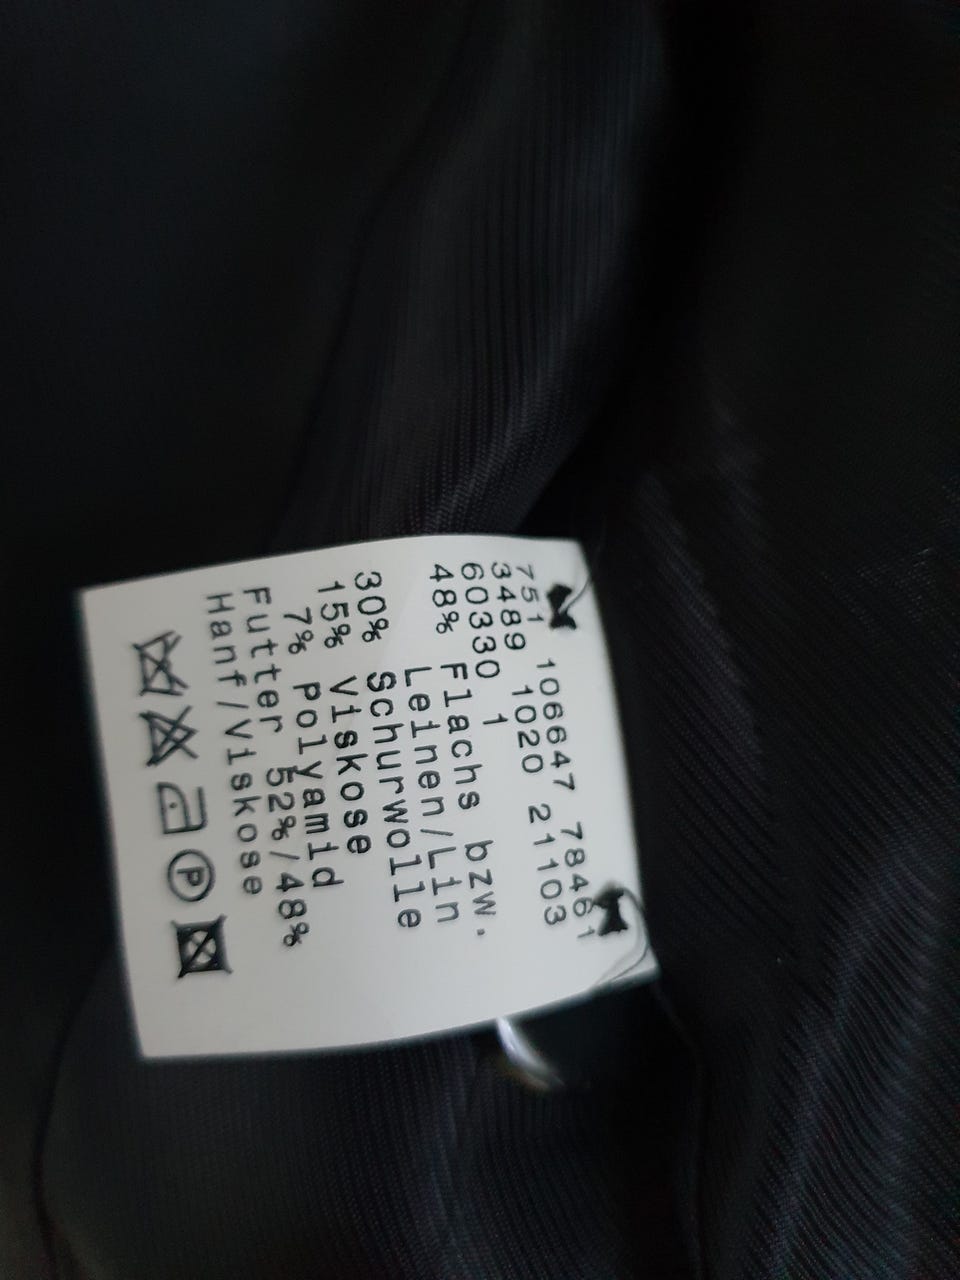 751 106647 78461
3489 1020 21103
60330 1
48% Flachs bzw.
Leinen/Lin
30% Schurwolle
15% Viskose
7% Polyamid
Futter 52%/48%
Hanf/Viskose
P